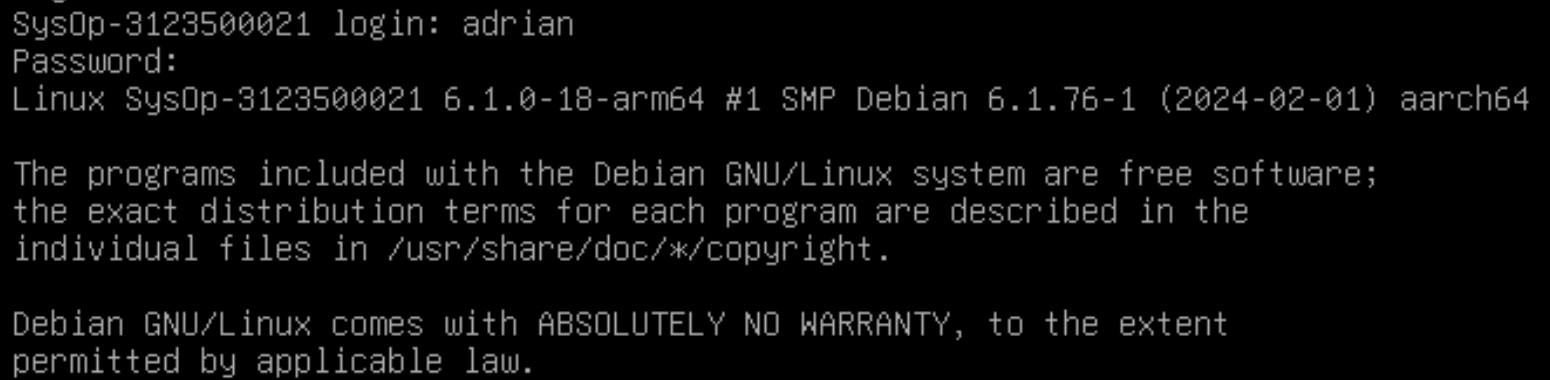 SysOp-3123500021 login: adrian
Password:
Linux SysOp-3123500021 6.1.0-18-arm64 #1 SMP Debian 6.1.76-1 (2024-02-01) aarch64
The programs included with the Debian GNU/Linux system are free software;
the exact distribution terms for each program are described in the
individual files in /usr/share/doc/*/copyright.
Debian GNU/Linux comes with ABSOLUTELY NO WARRANTY, to the extent
permitted by applicable law.